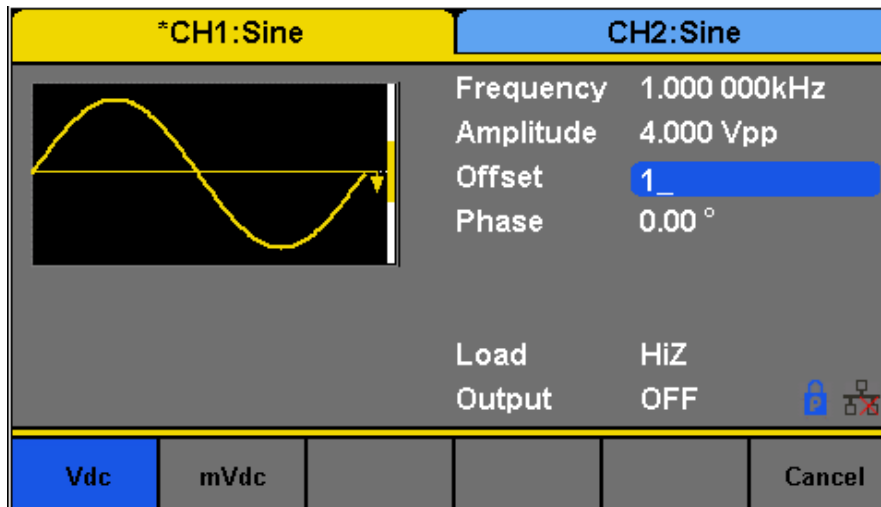 *CH1:Sine CH2:Sine
Frequency 1.000 000kHz
Amplitude 4.000 Vpp
Offset 1_
Phase 0.00 °
Load HiZ
Output OFF P
Vdc mVdc Cancel